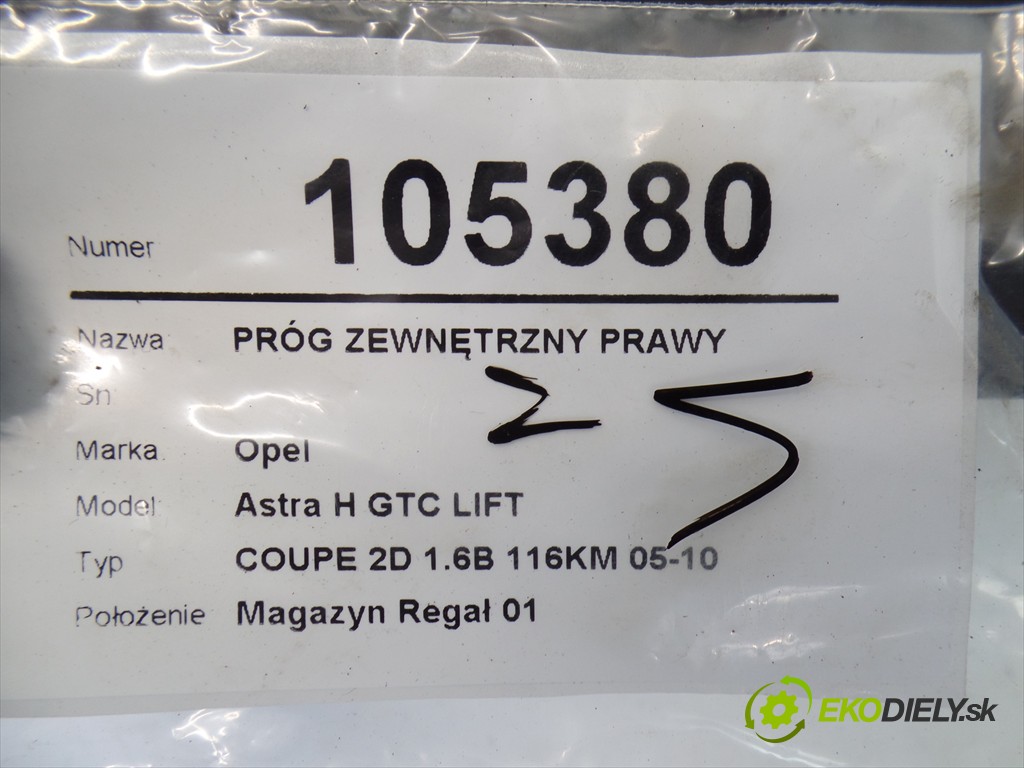 Numer 105380
Nazwa: PRÓG ZEWNĘTRZNY PRAWY
Sn
25
Marka: Opel
Model: Astra H GTC LIFT
Typ COUPE 2D 1.6B 116KM 05-10
Położenie Magazyn Regał 01
EKODIELY.sk